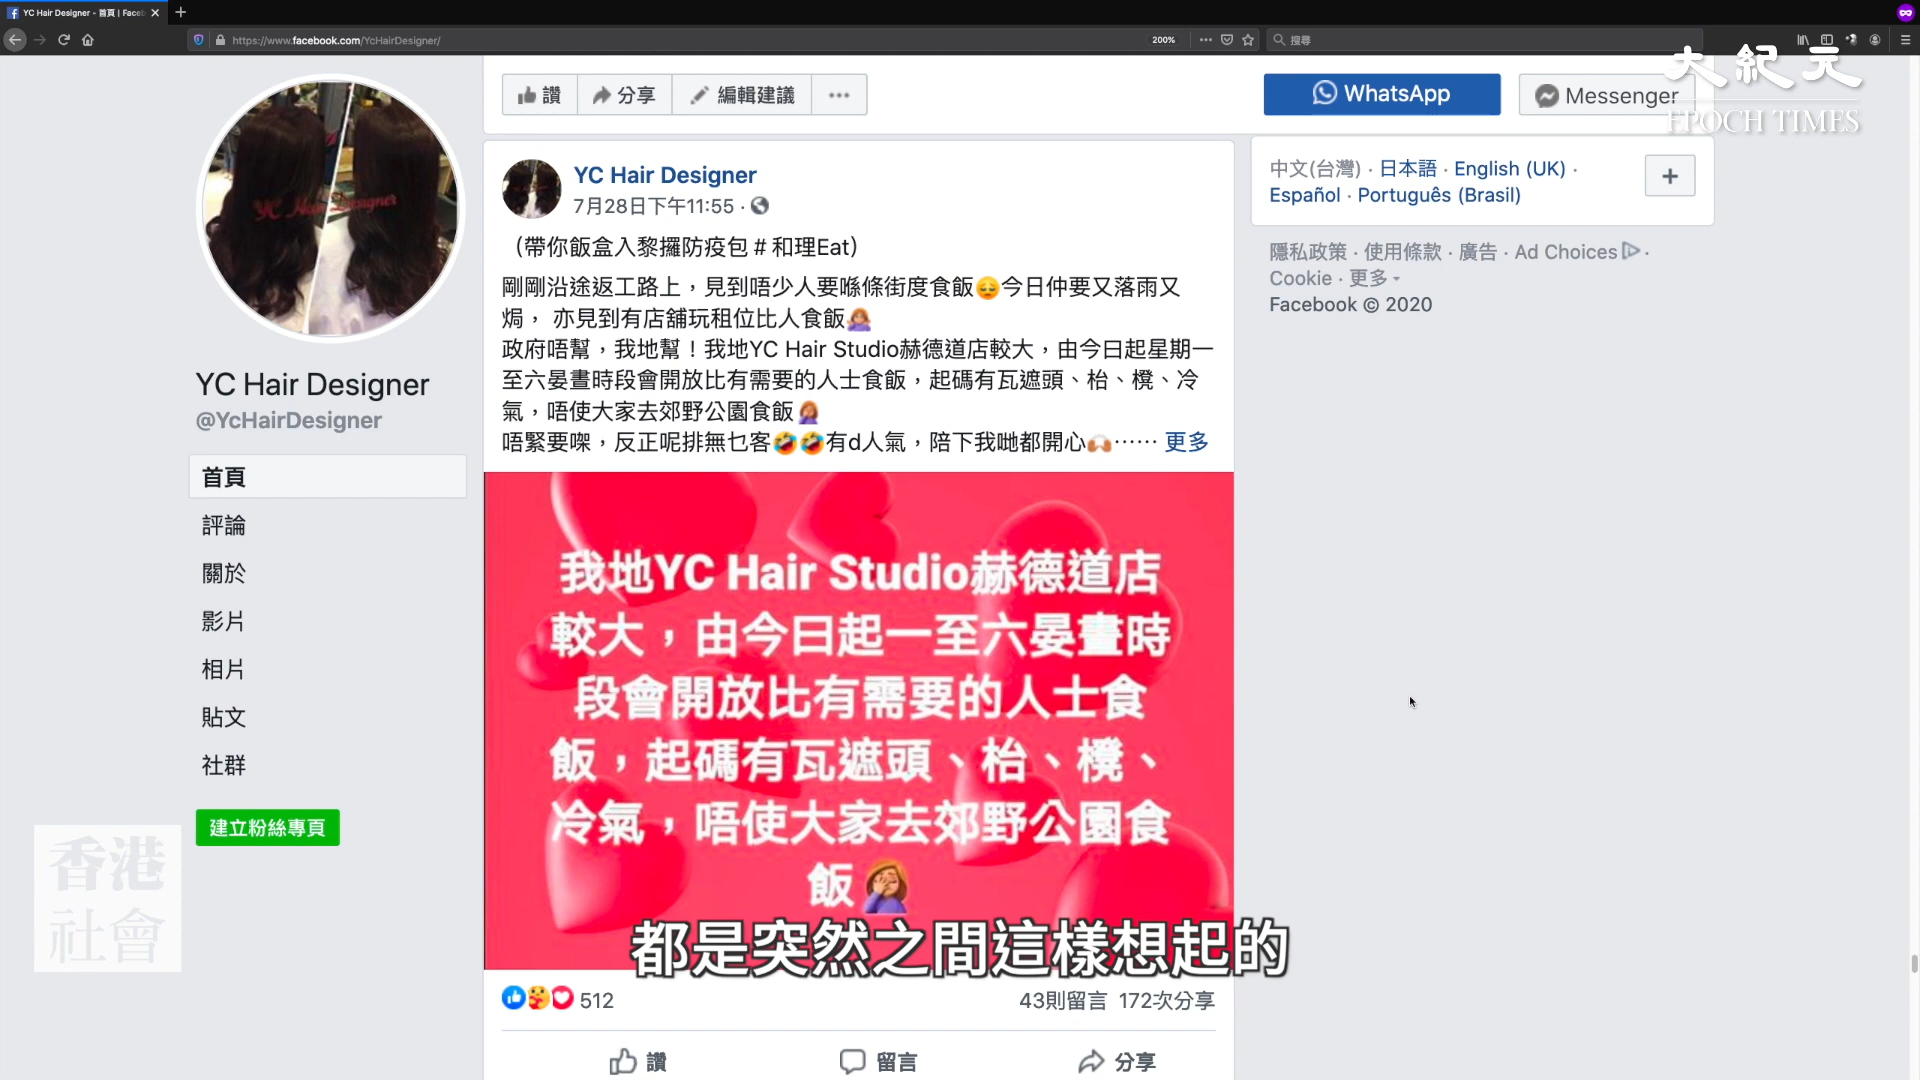 YC Hair Designer - 首頁 | Faceb
https://www.facebook.com/YcHairDesigner/
200%
搜尋
大紀元
EPOCH TIMES
讚
分享
編輯建議
WhatsApp
Messenger
YC Hair Designer
@YcHairDesigner
首頁
評論
關於
影片
相片
貼文
社群
建立粉絲專頁
香港
社會
YC Hair Designer
7月28日下午11:55 ·
（帶你飯盒入黎攞防疫包＃和理Eat）
剛剛沿途返工路上，見到唔少人要喺條街度食飯😔今日仲要又落雨又
焗， 亦見到有店舖玩租位比人食飯🙍🏼‍♀️
政府唔幫，我地幫！我地YC Hair Studio赫德道店較大，由今日起星期一
至六晏晝時段會開放比有需要的人士食飯，起碼有瓦遮頭、枱、櫈、冷
氣，唔使大家去郊野公園食飯🤦🏼‍♀️
唔緊要㗎，反正呢排無乜客🤣🤣有d人氣，陪下我哋都開心🙌🏼⋯⋯ 更多
我地YC Hair Studio赫德道店
較大，由今日起一至六晏晝時
段會開放比有需要的人士食
飯，起碼有瓦遮頭、枱、櫈、
冷氣，唔使大家去郊野公園食
飯🤦🏼‍♀️
都是突然之間這樣想起的
512
43則留言 172次分享
讚
留言
分享
中文(台灣) · 日本語 · English (UK) ·
Español · Português (Brasil)
隱私政策 · 使用條款 · 廣告 · Ad Choices ·
Cookie · 更多
Facebook © 2020